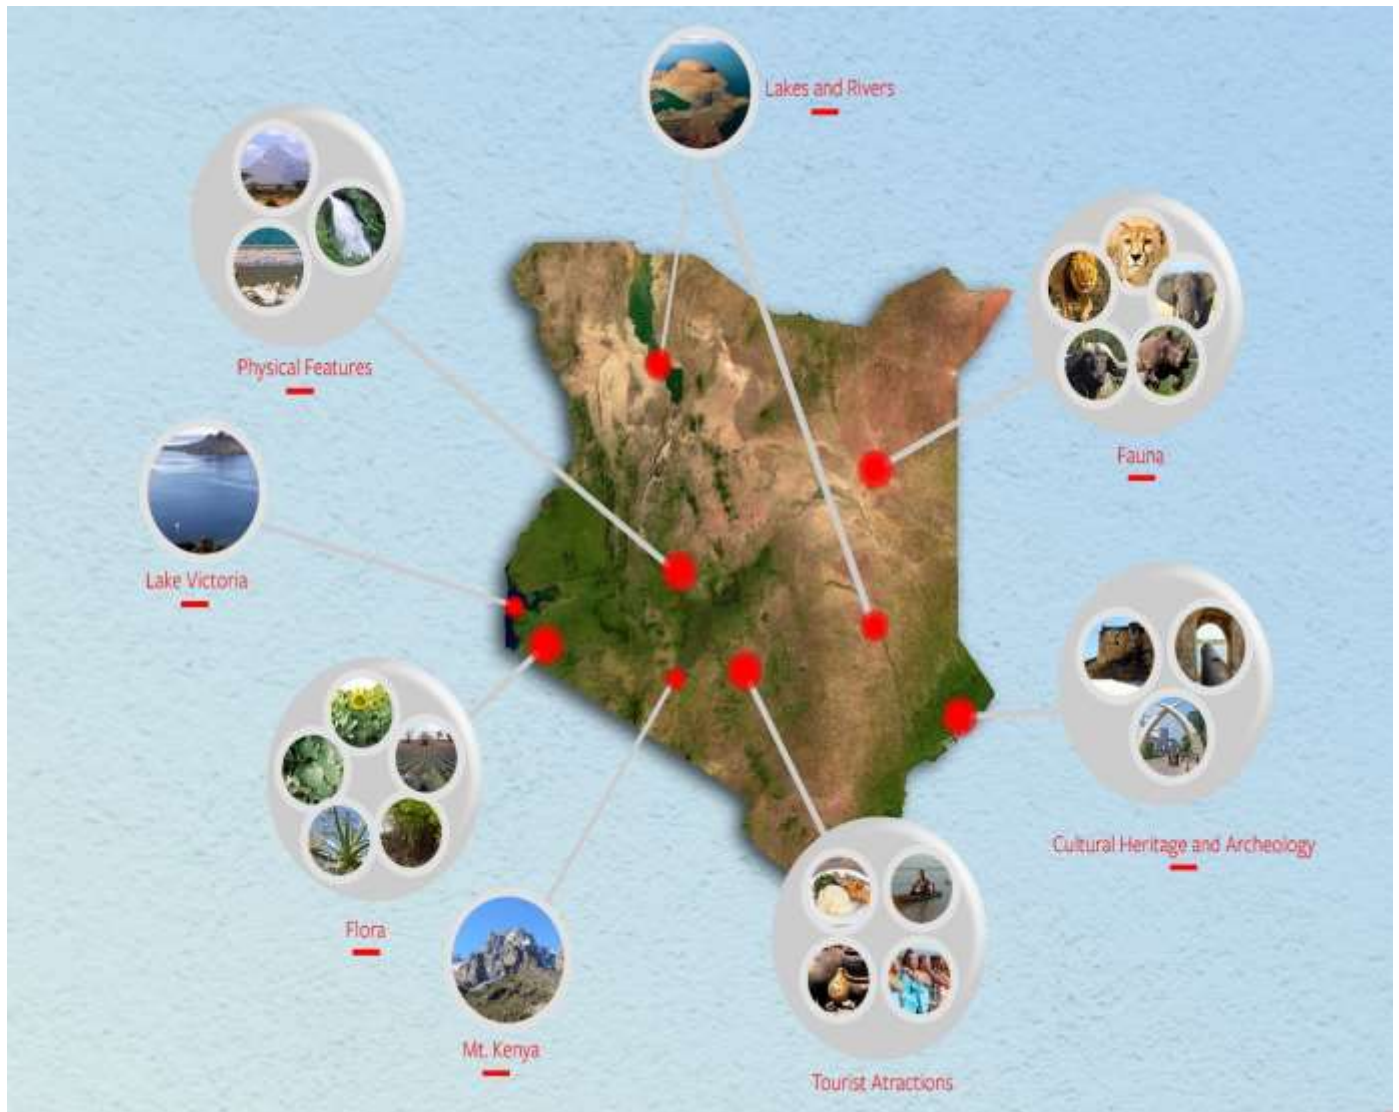 Lakes and Rivers
Physical Features
Fauna
Lake Victoria
Cultural Heritage and Archeology
Flora
Mt. Kenya
Tourist Atractions